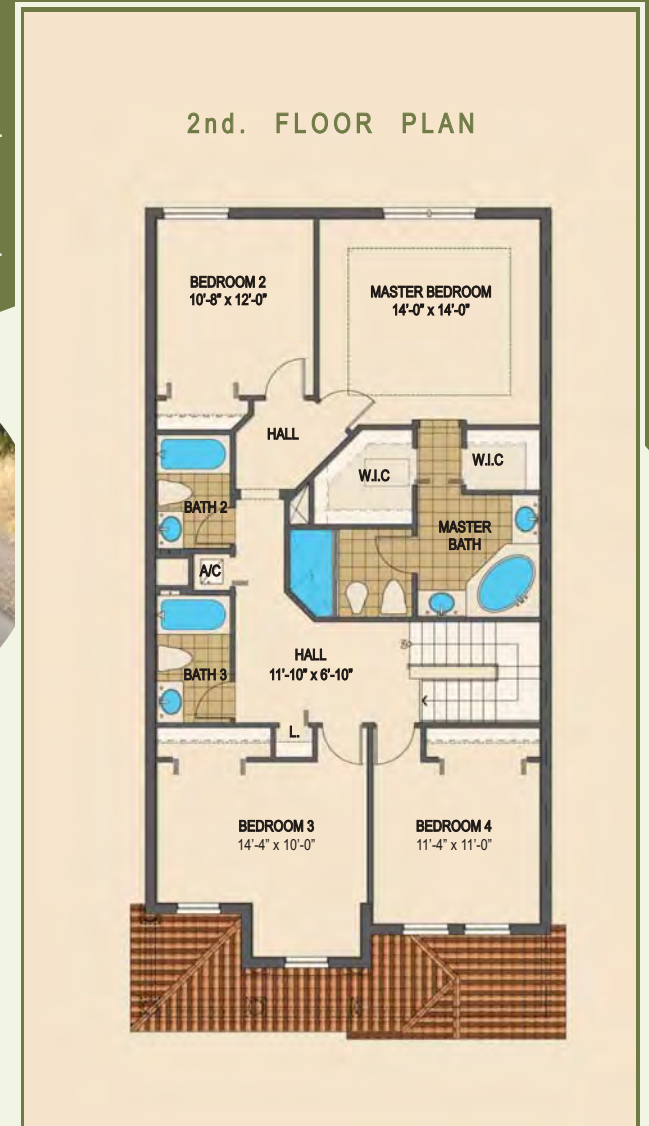 2nd. FLOOR PLAN
BEDROOM 2
10'-8" x 12'-0"
MASTER BEDROOM
14'-0" x 14'-0"
HALL
W.I.C
W.I.C
BATH 2
MASTER
BATH
A/C
HALL
11'-10" x 6'-10"
BATH 3
L.
BEDROOM 3
14'-4" x 10'-0"
BEDROOM 4
11'-4" x 11'-0"